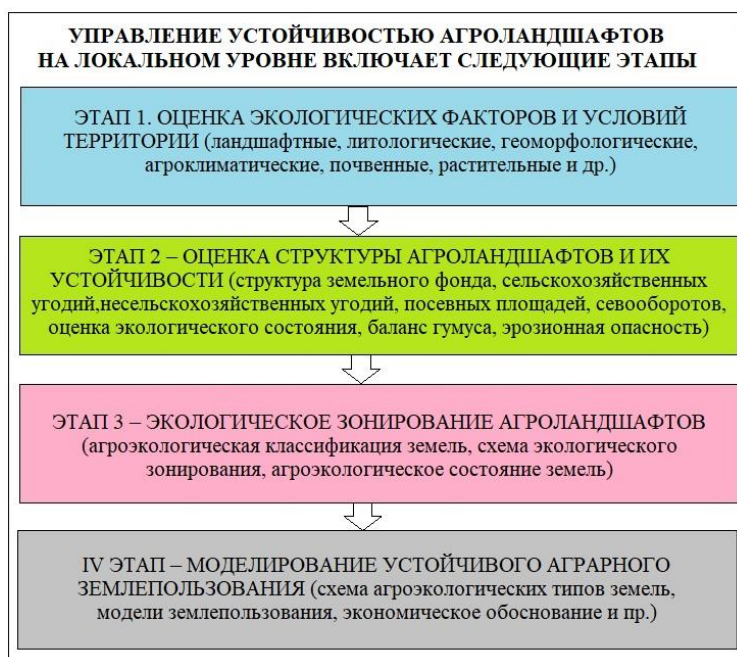 УПРАВЛЕНИЕ УСТОЙЧИВОСТЬЮ АГРОЛАНДШАФТОВ
НА ЛОКАЛЬНОМ УРОВНЕ ВКЛЮЧАЕТ СЛЕДУЮЩИЕ ЭТАПЫ
ЭТАП 1. ОЦЕНКА ЭКОЛОГИЧЕСКИХ ФАКТОРОВ И УСЛОВИЙ
ТЕРРИТОРИИ (ландшафтные, литологические, геоморфологические,
агроклиматические, почвенные, растительные и др.)
ЭТАП 2 – ОЦЕНКА СТРУКТУРЫ АГРОЛАНДШАФТОВ И ИХ
УСТОЙЧИВОСТИ (структура земельного фонда, сельскохозяйственных
угодий,несельскохозяйственных угодий, посевных площадей, севооборотов,
оценка экологического состояния, баланс гумуса, эрозионная опасность)
ЭТАП 3 – ЭКОЛОГИЧЕСКОЕ ЗОНИРОВАНИЕ АГРОЛАНДШАФТОВ
(агроэкологическая классификация земель, схема экологического
зонирования, агроэкологическое состояние земель)
IV ЭТАП – МОДЕЛИРОВАНИЕ УСТОЙЧИВОГО АГРАРНОГО
ЗЕМЛЕПОЛЬЗОВАНИЯ (схема агроэкологических типов земель,
модели землепользования, экономическое обоснование и пр.)